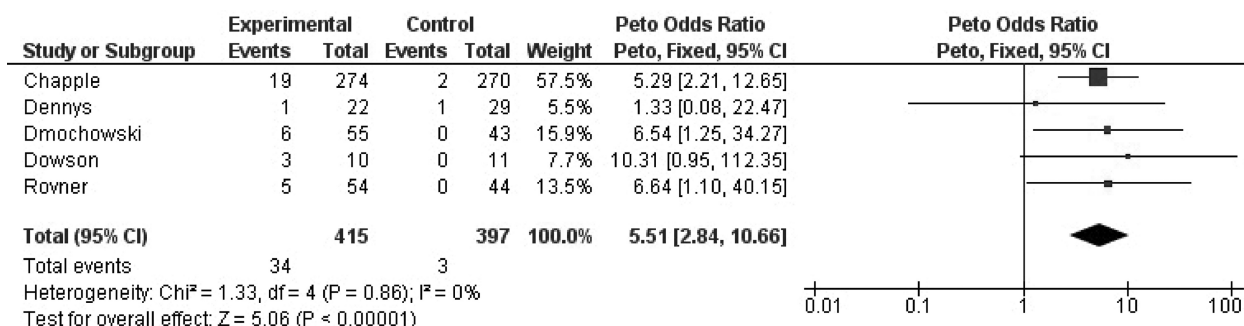 Experimental Control Peto Odds Ratio Peto Odds Ratio
Study or Subgroup Events Total Events Total Weight Peto, Fixed, 95% CI Peto, Fixed, 95% CI
Chapple 19 274 2 270 57.5% 5.29 [2.21, 12.65]
Dennys 1 22 1 29 5.5% 1.33 [0.08, 22.47]
Dmochowski 6 55 0 43 15.9% 6.54 [1.25, 34.27]
Dowson 3 10 0 11 7.7% 10.31 [0.95, 112.35]
Rovner 5 54 0 44 13.5% 6.64 [1.10, 40.15]
Total (95% CI) 415 397 100.0% 5.51 [2.84, 10.66]
Total events 34 3
Heterogeneity: Chi² = 1.33, df = 4 (P = 0.86); I² = 0%
Test for overall effect: Z = 5.06 (P < 0.00001)
0.01 0.1 1 10 100